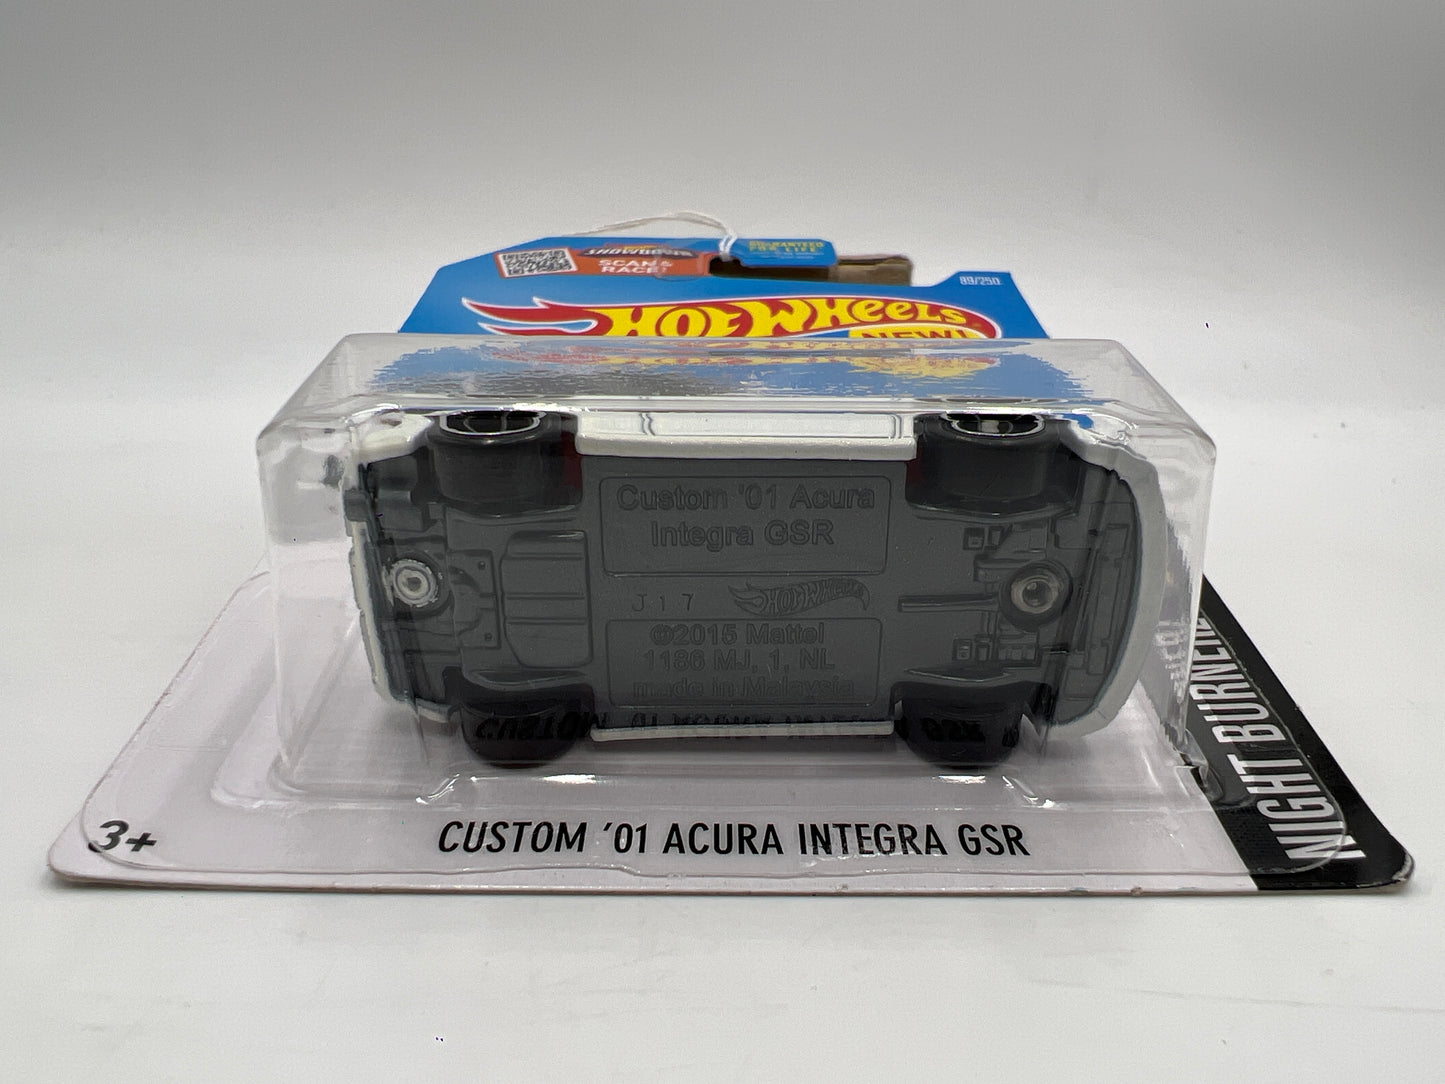 SHOWDOWN
SCAN &
RACE!
GUARANTEED
FOR LIFE
89/250
HOT WHEELS
NEW!
Custom '01 Acura
Integra GSR
J17
HOT WHEELS
©2015 Mattel
1186 MJ, 1, NL
made in Malaysia
3+
CUSTOM '01 ACURA INTEGRA GSR
NIGHT BURNERZ